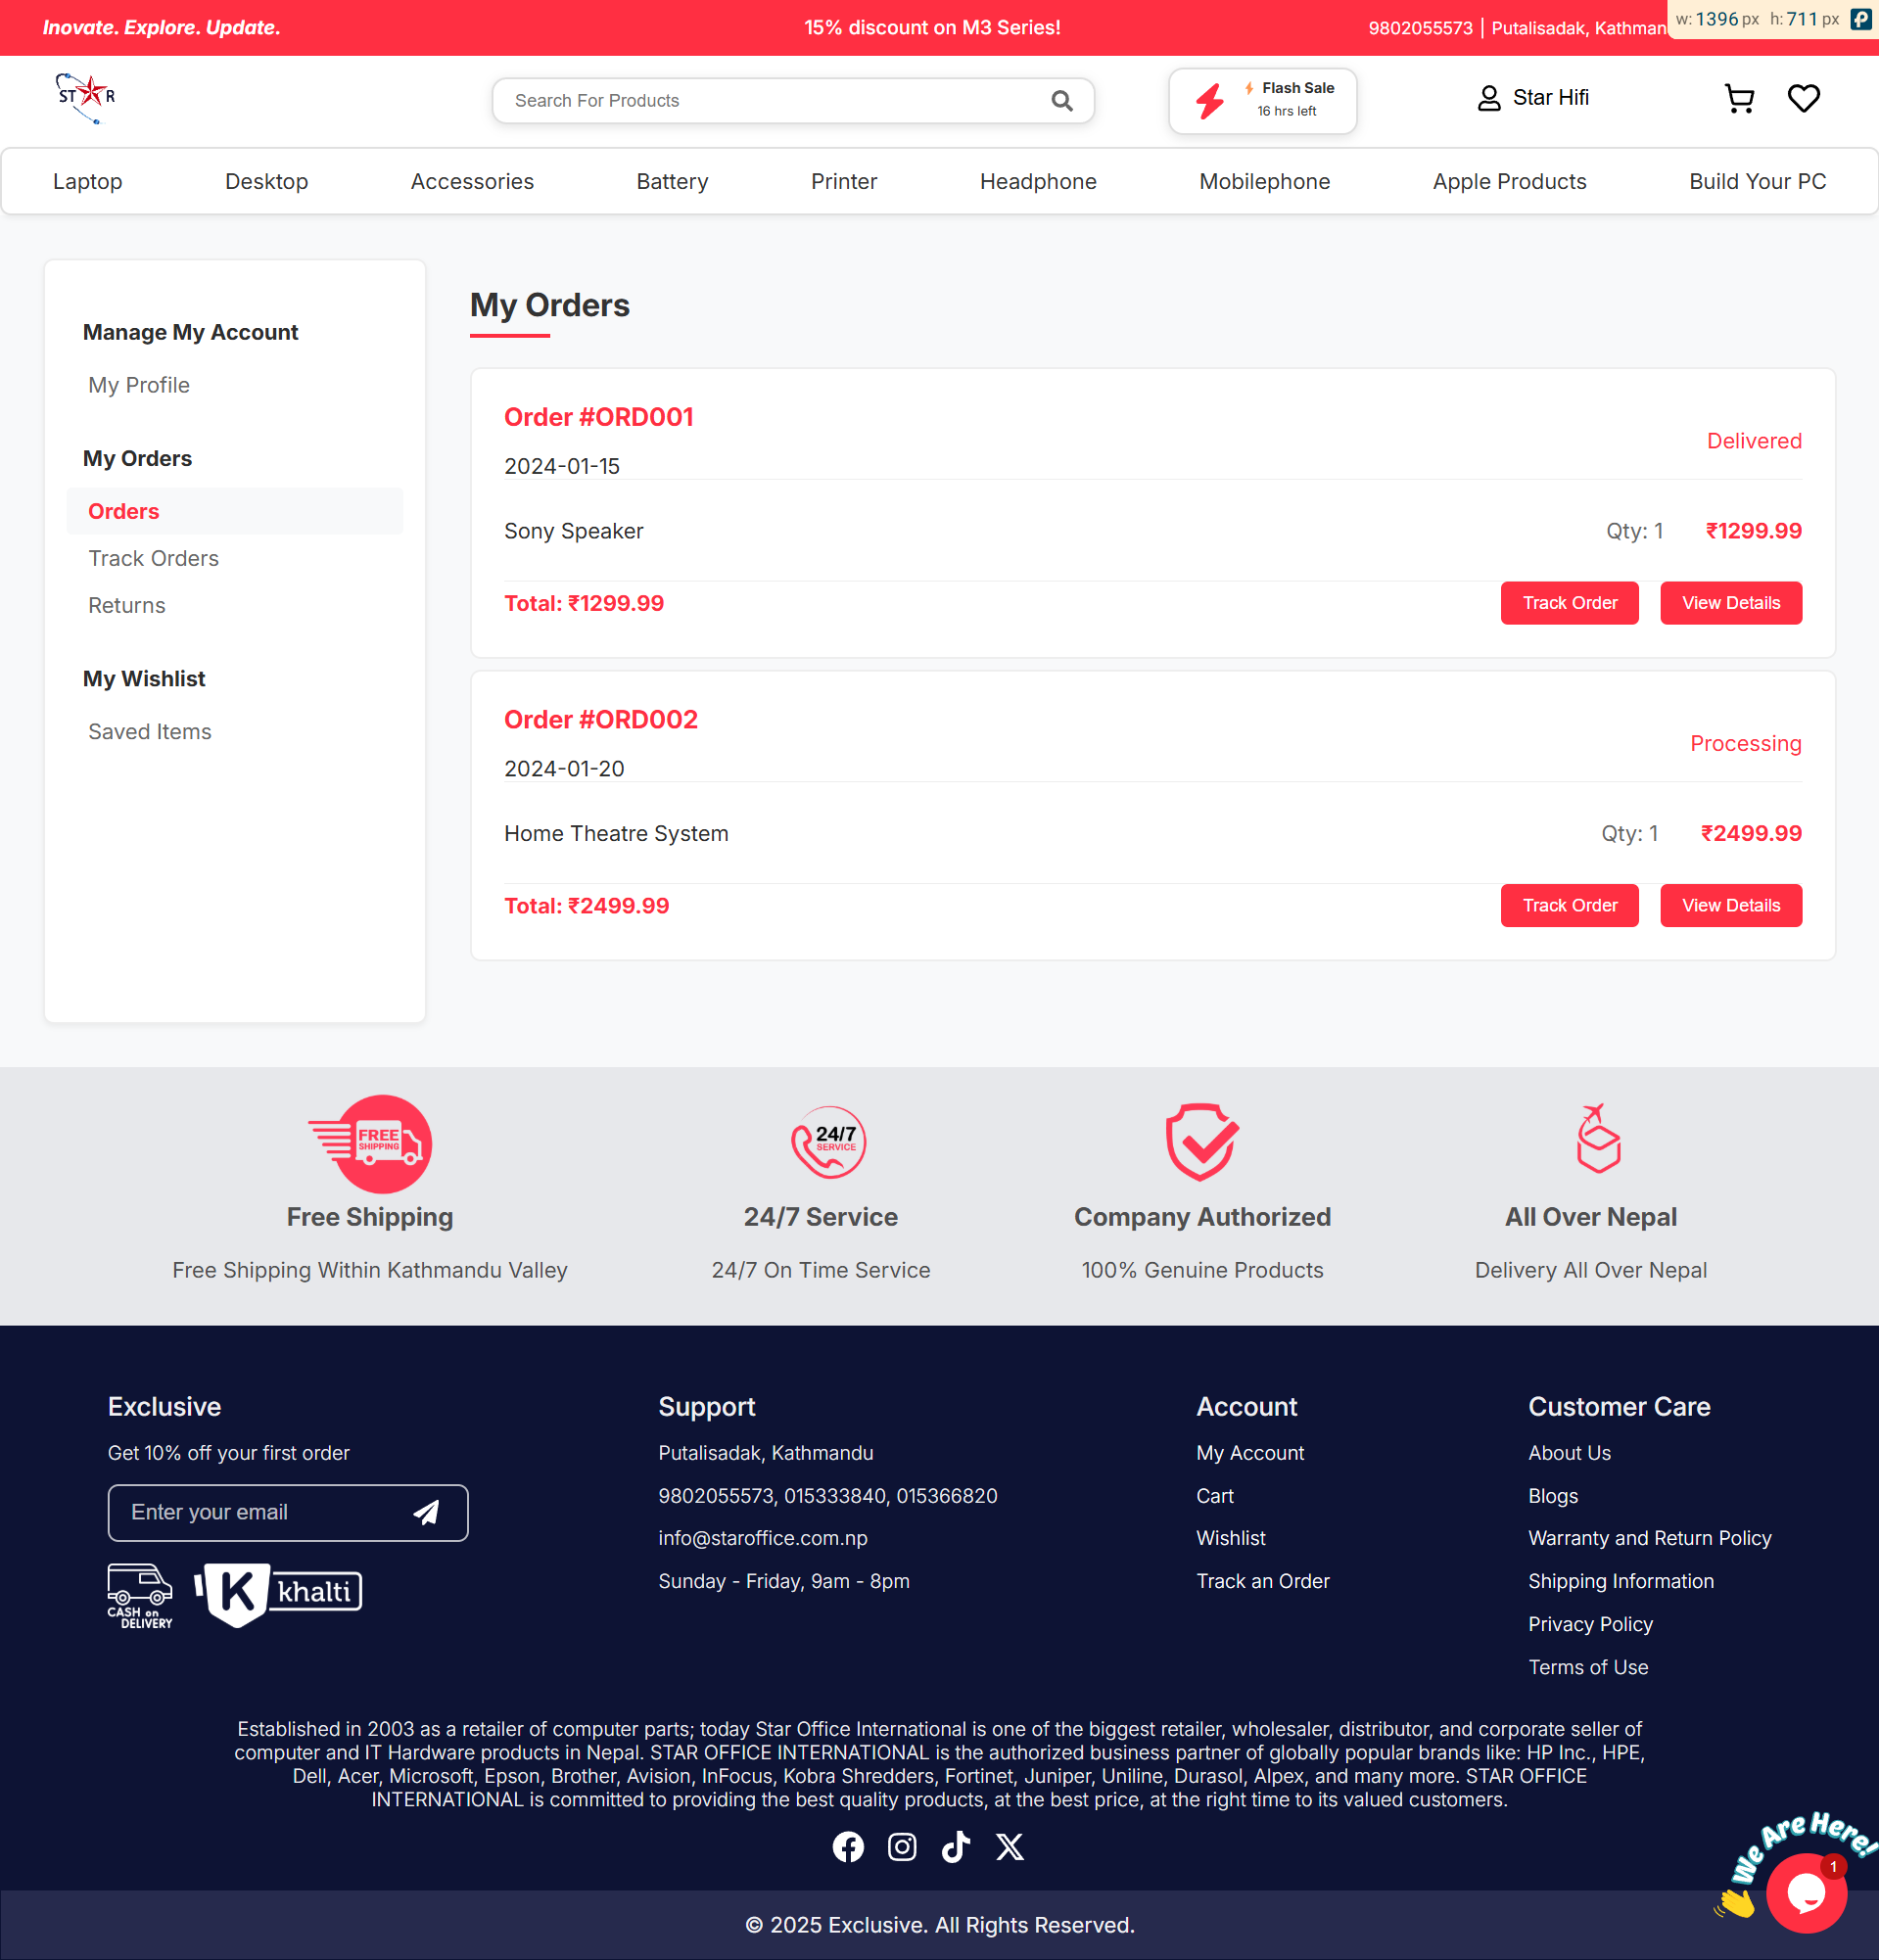 Inovate. Explore. Update.
15% discount on M3 Series!
9802055573 | Putalisadak, Kathman
w: 1396 px h: 711 px
ST R
Search For Products
Flash Sale
16 hrs left
Star Hifi
Laptop
Desktop
Accessories
Battery
Printer
Headphone
Mobilephone
Apple Products
Build Your PC
Manage My Account
My Profile
My Orders
Orders
Track Orders
Returns
My Wishlist
Saved Items
My Orders
Order #ORD001
2024-01-15
Delivered
Sony Speaker
Qty: 1
₹1299.99
Total: ₹1299.99
Track Order
View Details
Order #ORD002
2024-01-20
Processing
Home Theatre System
Qty: 1
₹2499.99
Total: ₹2499.99
Track Order
View Details
FREE
SHIPPING
Free Shipping
Free Shipping Within Kathmandu Valley
24/7
SERVICE
24/7 Service
24/7 On Time Service
Company Authorized
100% Genuine Products
All Over Nepal
Delivery All Over Nepal
Exclusive
Get 10% off your first order
Enter your email
CASH on
DELIVERY
K khalti
Support
Putalisadak, Kathmandu
9802055573, 015333840, 015366820
info@staroffice.com.np
Sunday - Friday, 9am - 8pm
Account
My Account
Cart
Wishlist
Track an Order
Customer Care
About Us
Blogs
Warranty and Return Policy
Shipping Information
Privacy Policy
Terms of Use
Established in 2003 as a retailer of computer parts; today Star Office International is one of the biggest retailer, wholesaler, distributor, and corporate seller of
computer and IT Hardware products in Nepal. STAR OFFICE INTERNATIONAL is the authorized business partner of globally popular brands like: HP Inc., HPE,
Dell, Acer, Microsoft, Epson, Brother, Avision, InFocus, Kobra Shredders, Fortinet, Juniper, Uniline, Durasol, Alpex, and many more. STAR OFFICE
INTERNATIONAL is committed to providing the best quality products, at the best price, at the right time to its valued customers.
We Are Here!
1
© 2025 Exclusive. All Rights Reserved.